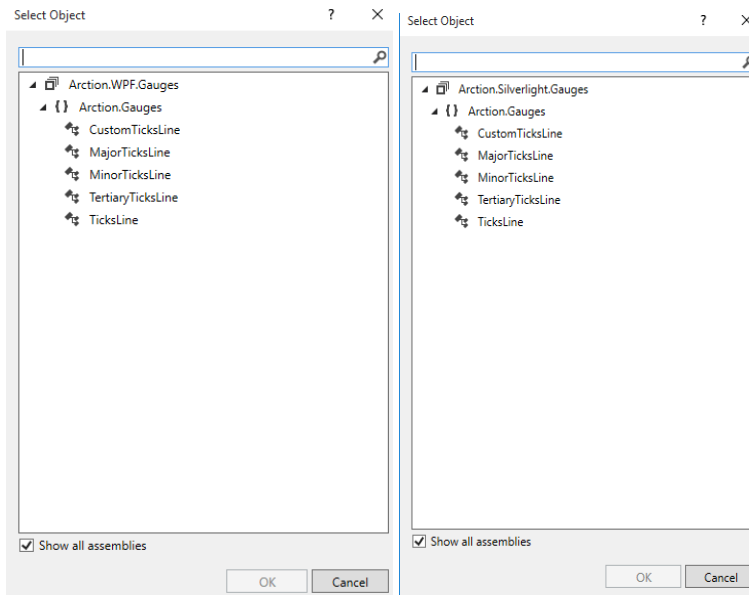 Select Object ?
Arction.WPF.Gauges
{ } Arction.Gauges
CustomTicksLine
MajorTicksLine
MinorTicksLine
TertiaryTicksLine
TicksLine
Show all assemblies
OK Cancel
Select Object ?
Arction.Silverlight.Gauges
{ } Arction.Gauges
CustomTicksLine
MajorTicksLine
MinorTicksLine
TertiaryTicksLine
TicksLine
Show all assemblies
OK Cancel